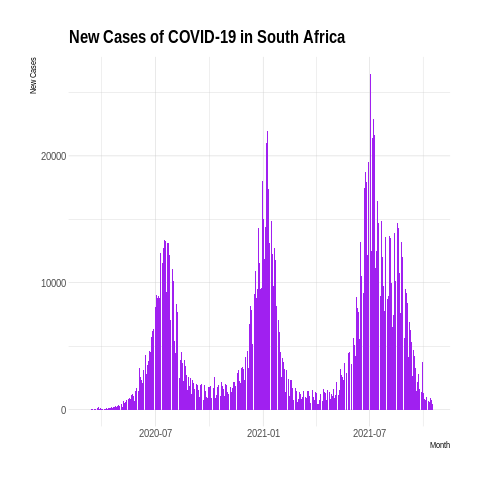 New Cases of COVID-19 in South Africa
New Cases
20000
10000
0
2020-07 2021-01 2021-07
Month